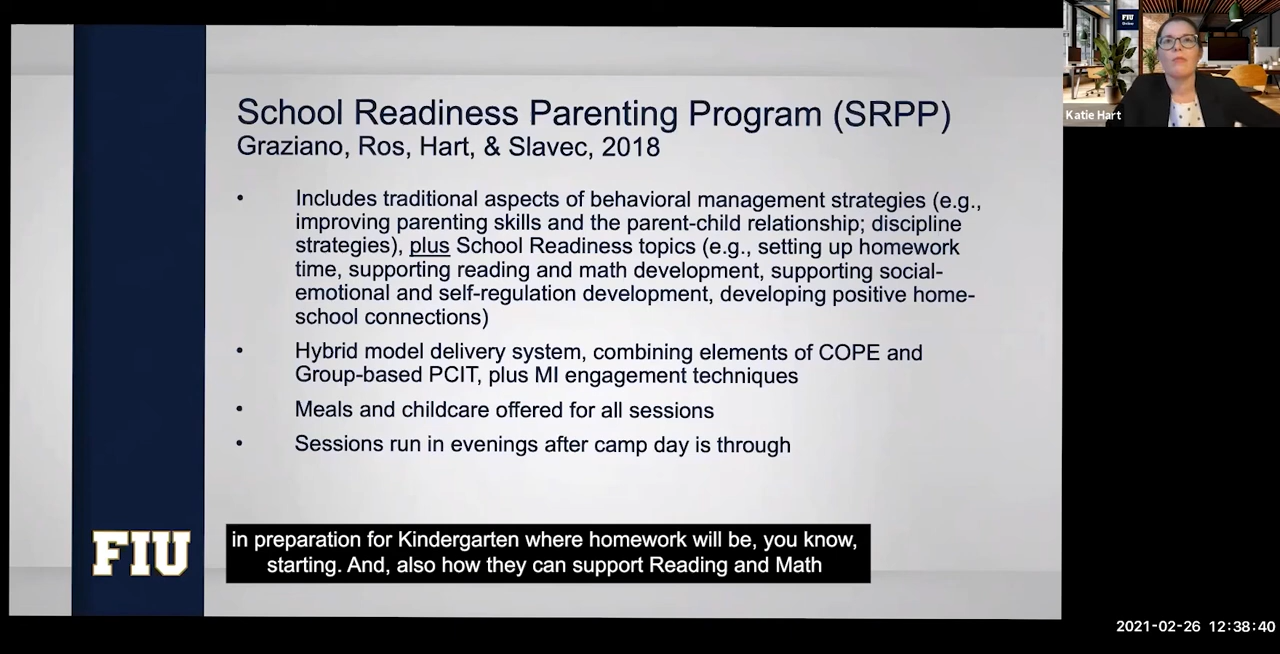 School Readiness Parenting Program (SRPP)
Graziano, Ros, Hart, & Slavec, 2018
• Includes traditional aspects of behavioral management strategies (e.g.,
improving parenting skills and the parent-child relationship; discipline
strategies), plus School Readiness topics (e.g., setting up homework
time, supporting reading and math development, supporting social-
emotional and self-regulation development, developing positive home-
school connections)
• Hybrid model delivery system, combining elements of COPE and
Group-based PCIT, plus MI engagement techniques
• Meals and childcare offered for all sessions
• Sessions run in evenings after camp day is through
FIU
in preparation for Kindergarten where homework will be, you know,
starting. And, also how they can support Reading and Math
FIU
Online
Katie Hart
2021-02-26 12:38:40